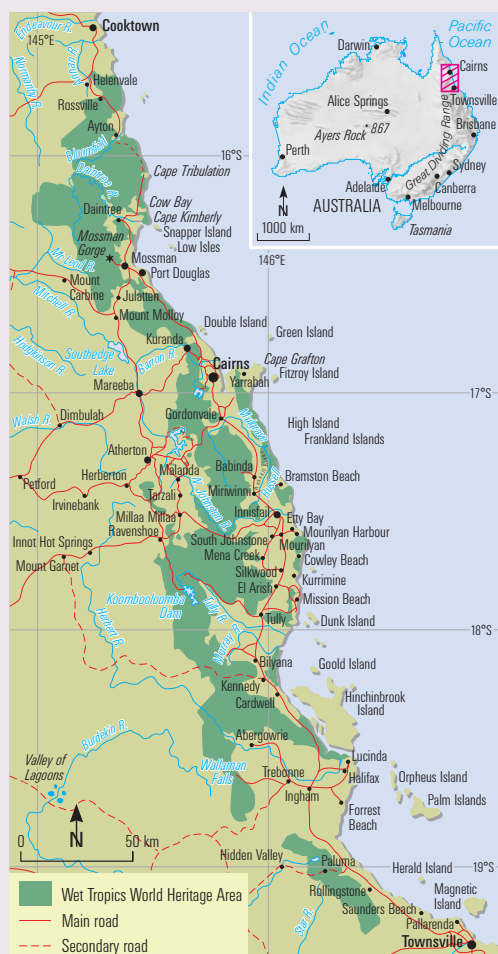 Endeavour R.
Cooktown
145°E
Normanby R.
Annan R.
Helenvale
Rossville
Ayton
Bloomfield
16°S
Cape Tribulation
Daintree R.
Cow Bay
Daintree
Cape Kimberly
Mossman
Gorge
Snapper Island
Low Isles
McLeod R.
Mossman
Port Douglas
Mount
Carbine
146°E
Julatten
Mitchell R.
Mount Molloy
Double Island
Green Island
Hodgkinson R.
Kuranda
Southedge
Lake
Barron R.
Cape Grafton
Cairns
Fitzroy Island
Yarrabah
Mareeba
17°S
Gordonvale
Mulgrave
Walsh R.
Dimbulah
High Island
Frankland Islands
Atherton
Malanda
Babinda
Russell
Bramston Beach
Petford
Herberton
N. Johnston R.
Miriwinni
Tarzali
Irvinebank
Millaa Millaa
Innisfail
Etty Bay
Ravenshoe
South Johnstone
Mourilyan Harbour
Innot Hot Springs
Mourilyan
Mena Creek
Cowley Beach
Mount Garnet
Silkwood
Kurrimine
El Arish
Koombooloomba
Dam
Tully R.
Mission Beach
Herbert R.
Tully
Dunk Island
18°S
Murray
Bilyana
Goold Island
Kennedy
Cardwell
Hinchinbrook
Island
Burdekin R.
Abergowrie
Valley of
Lagoons
Wallaman
Falls
Lucinda
Trebonne
Halifax
Orpheus Island
Ingham
Palm Islands
Forrest
Beach
N
0 50 km
Hidden Valley
Paluma
Herald Island
19°S
Rollingstone
Magnetic
Island
Saunders Beach
Star R.
Pallarenda
Townsville
Wet Tropics World Heritage Area
Main road
Secondary road
Indian Ocean
Pacific
Ocean
Darwin
Cairns
Townsville
Alice Springs
Ayers Rock 867
Great Dividing Range
Brisbane
Perth
Sydney
Adelaide
Canberra
N
AUSTRALIA
Melbourne
1000 km
Tasmania